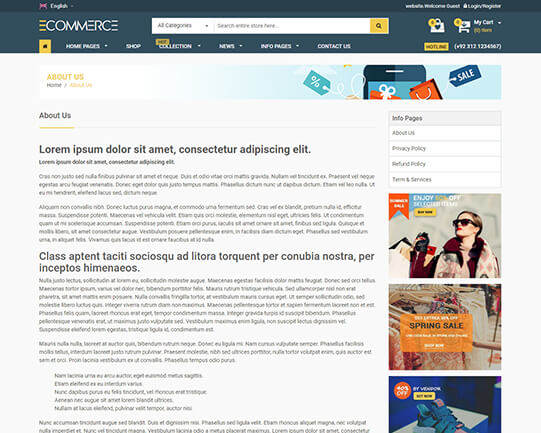 English
website.Welcome Guest Login/Register
ECOMMERCE
All Categories
Search entire store here...
0
0
My Cart
(0) Item
HOME PAGES
SHOP
HOT
COLLECTION
NEWS
INFO PAGES
CONTACT US
HOTLINE
(+92 312 1234567)
ABOUT US
Home / About Us
SALE
About Us
Lorem ipsum dolor sit amet, consectetur adipiscing elit.
Lorem ipsum dolor sit amet, consectetur adipiscing elit.
Cras non justo sed nulla finibus pulvinar sit amet et neque. Duis et odio vitae orci mattis gravida. Nullam vel tincidunt ex. Praesent vel neque
egestas arcu feugiat venenatis. Donec eget dolor quis justo tempus mattis. Phasellus dictum nunc ut dapibus dictum. Etiam vel leo nulla. Ut
eu mi hendrerit, eleifend lacus sed, dictum neque.
Aliquam non convallis nibh. Donec luctus purus magna, et commodo urna fermentum sed. Cras vel ex blandit, pretium nulla id, efficitur
massa. Suspendisse potenti. Maecenas vel vehicula velit. Etiam quis orci molestie, elementum nisl eget, ultricies felis. Ut condimentum
quam ut mi scelerisque accumsan. Suspendisse potenti. Etiam orci purus, iaculis sit amet ornare sit amet, finibus sed ligula. Quisque et
mollis libero, sit amet consectetur augue. Vestibulum posuere pellentesque enim, in facilisis diam dictum eget. Phasellus sed vestibulum
urna, in aliquet felis. Vivamus quis lacus id est ornare faucibus at id nulla.
Class aptent taciti sociosqu ad litora torquent per conubia nostra, per
inceptos himenaeos.
Nulla justo lectus, sollicitudin at lorem eu, sollicitudin molestie augue. Maecenas egestas facilisis dolor mattis feugiat. Donec sed orci tellus.
Maecenas tortor ipsum, varius vel dolor nec, bibendum porttitor felis. Mauris rutrum tristique vehicula. Sed ullamcorper nisl non erat
pharetra, sit amet mattis enim posuere. Nulla convallis fringilla tortor, at vestibulum mauris cursus eget. Ut semper sollicitudin odio, sed
molestie libero luctus quis. Integer viverra rutrum diam non maximus. Maecenas pellentesque tortor et sapien fermentum laoreet non et est.
Phasellus felis quam, laoreet rhoncus erat eget, tempor condimentum massa. Integer gravida turpis id suscipit bibendum. Phasellus
pellentesque venenatis erat, ut maximus justo vulputate sed. Vestibulum maximus enim ligula, non suscipit lectus dignissim vel.
Suspendisse eleifend lorem egestas, tristique ligula id, condimentum est.
Mauris nulla nulla, laoreet at auctor quis, bibendum rutrum neque. Donec eu ligula mi. Nam cursus vulputate semper. Phasellus facilisis
mollis tellus, interdum laoreet justo rutrum pulvinar. Praesent molestie, nibh sed ultrices porttitor, nulla tortor volutpat enim, quis auctor est
sem et orci. Proin lacinia vestibulum ex ut convallis. Phasellus tempus odio purus.
Nam lacinia urna eu arcu auctor, eget euismod metus sagittis.
Etiam eleifend ex eu interdum varius.
Nunc dapibus purus eu felis tincidunt, vel rhoncus erat tristique.
Aenean nec augue sit amet lorem blandit ultrices.
Nullam at lacus eleifend, pulvinar velit tempor, auctor nisi.
Nunc accumsan tincidunt augue sed blandit. Duis et dignissim nisi. Phasellus sed ligula velit. Etiam rhoncus aliquet magna, nec volutpat
nulla imperdiet et. Nunc vel tincidunt magna. Vestibulum lacinia odio a metus placerat maximus. Cras quam nibh, bibendum et faucibus et,
Info Pages
About Us
Privacy Policy
Refund Policy
Term & Services
SUMMER
SALE
ENJOY 50% OFF
SELECTED ITEMS
BUY NOW
GET EXTRA 10% OFF
SPRING SALE
SHOP NOW
40%
OFF
BY VENDOR
BUY NOW